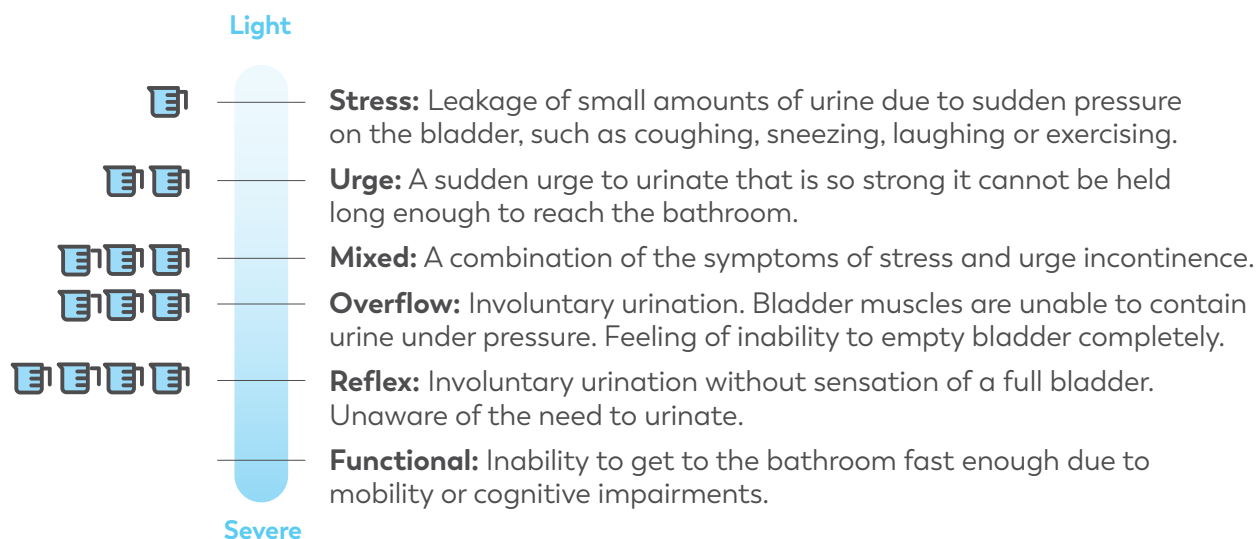 Light
Stress: Leakage of small amounts of urine due to sudden pressure
on the bladder, such as coughing, sneezing, laughing or exercising.
Urge: A sudden urge to urinate that is so strong it cannot be held
long enough to reach the bathroom.
Mixed: A combination of the symptoms of stress and urge incontinence.
Overflow: Involuntary urination. Bladder muscles are unable to contain
urine under pressure. Feeling of inability to empty bladder completely.
Reflex: Involuntary urination without sensation of a full bladder.
Unaware of the need to urinate.
Functional: Inability to get to the bathroom fast enough due to
mobility or cognitive impairments.
Severe